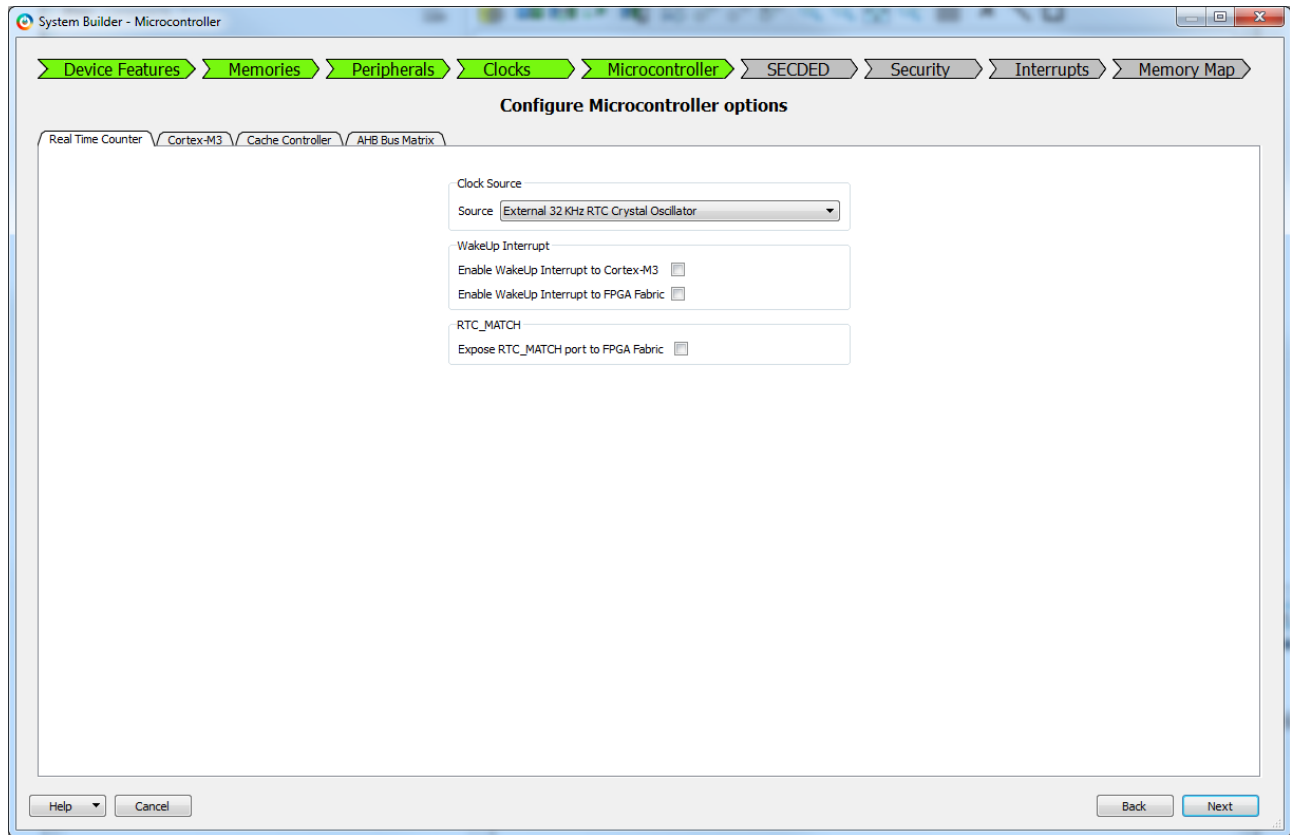 System Builder - Microcontroller
Device Features Memories Peripherals Clocks Microcontroller SECDED Security Interrupts Memory Map
Configure Microcontroller options
Real Time Counter Cortex-M3 Cache Controller AHB Bus Matrix
Clock Source
Source External 32 KHz RTC Crystal Oscillator
WakeUp Interrupt
Enable WakeUp Interrupt to Cortex-M3
Enable WakeUp Interrupt to FPGA Fabric
RTC_MATCH
Expose RTC_MATCH port to FPGA Fabric
Help Cancel Back Next